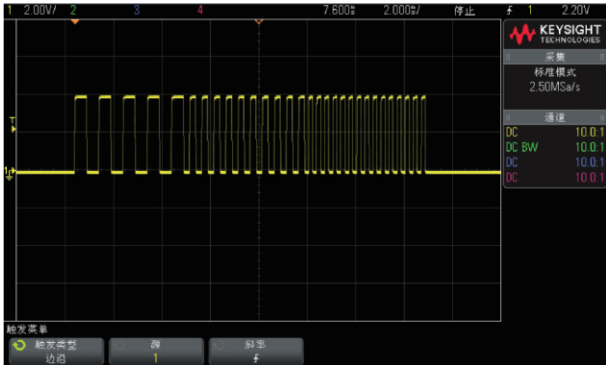 1 2.00V/ 2 3 4 7.600s 2.000s/ 停止 1 2.20V
KEYSIGHT
TECHNOLOGIES
采集
标准模式
2.50MSa/s
通道
DC 10.0:1
DC BW 10.0:1
DC 10.0:1
DC 10.0:1
T
1
触发菜单
触发类型 源 斜率
边沿 1